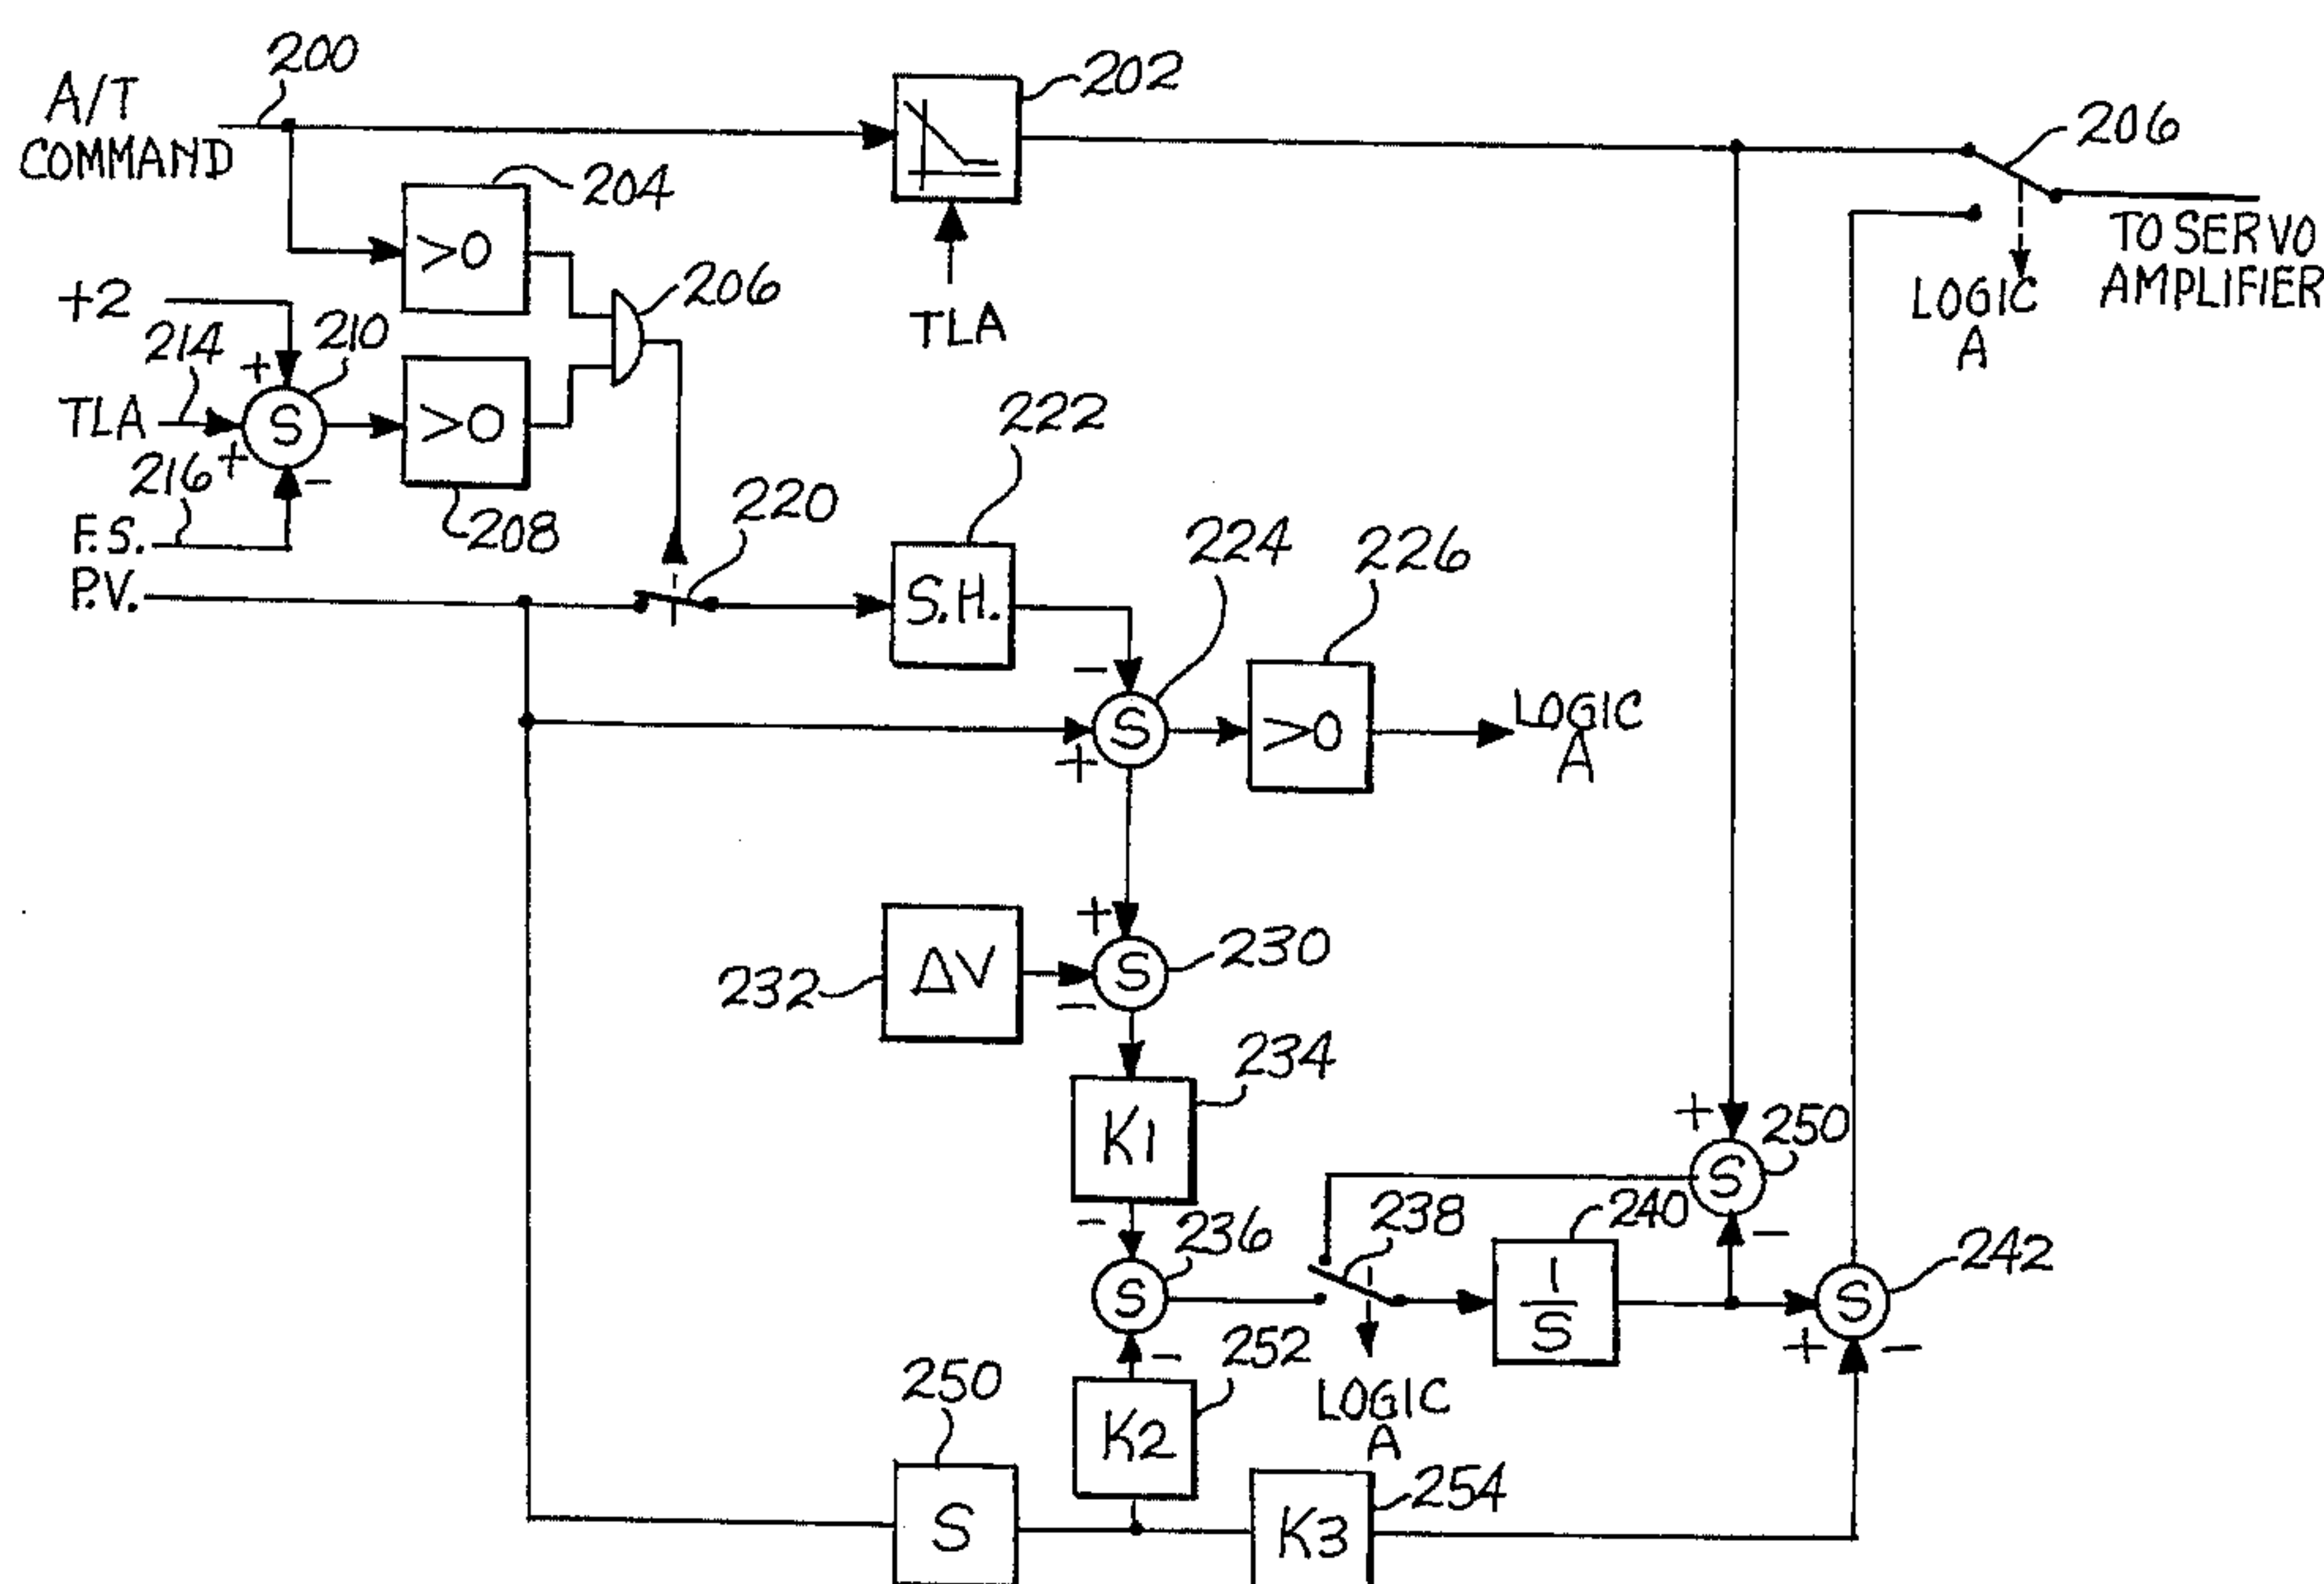 200
202
A/T
COMMAND
206
204
>0
TO SERVO
AMPLIFIER
LOGIC
A
+2
206
TLA
210
214
+
TLA
S
+
>0
216
-
222
F.S.
208
220
224
226
P.V.
S.H.
-
S
>0
LOGIC
A
+
+
232
ΔV
S
230
-
234
K1
+
250
S
-
236
238
240
-
242
S
1
S
S
+
-
-
252
250
K2
LOGIC
A
254
S
K3